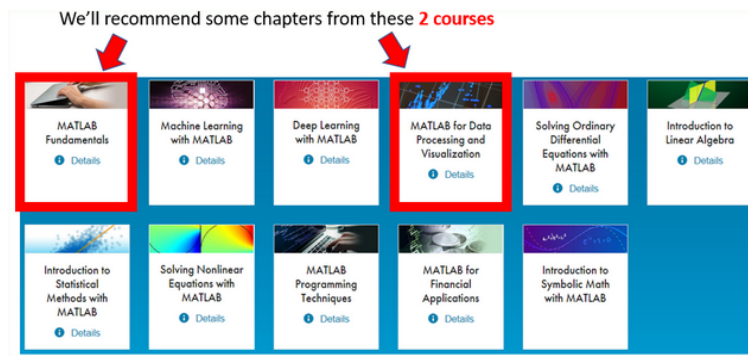 We’ll recommend some chapters from these 2 courses
MATLAB
Fundamentals
Details
Machine Learning
with MATLAB
Details
Deep Learning
with MATLAB
Details
MATLAB for Data
Processing and
Visualization
Details
Solving Ordinary
Differential
Equations with
MATLAB
Details
Introduction to
Linear Algebra
Details
Introduction to
Statistical
Methods with
MATLAB
Details
Solving Nonlinear
Equations with
MATLAB
Details
MATLAB
Programming
Techniques
Details
MATLAB for
Financial
Applications
Details
Introduction to
Symbolic Math
with MATLAB
Details